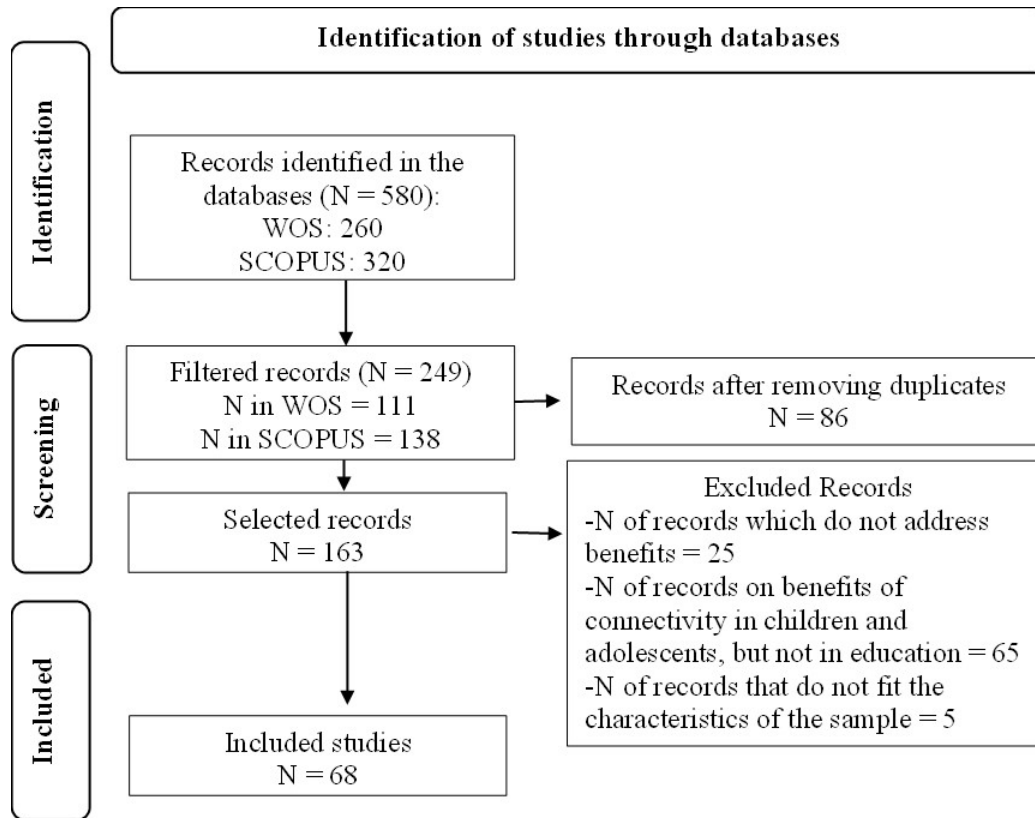 Identification of studies through databases
Identification
Records identified in the
databases (N = 580):
WOS: 260
SCOPUS: 320
Screening
Filtered records (N = 249)
N in WOS = 111
N in SCOPUS = 138
Records after removing duplicates
N = 86
Selected records
N = 163
Excluded Records
-N of records which do not address
benefits = 25
-N of records on benefits of
connectivity in children and
adolescents, but not in education = 65
-N of records that do not fit the
characteristics of the sample = 5
Included
Included studies
N = 68